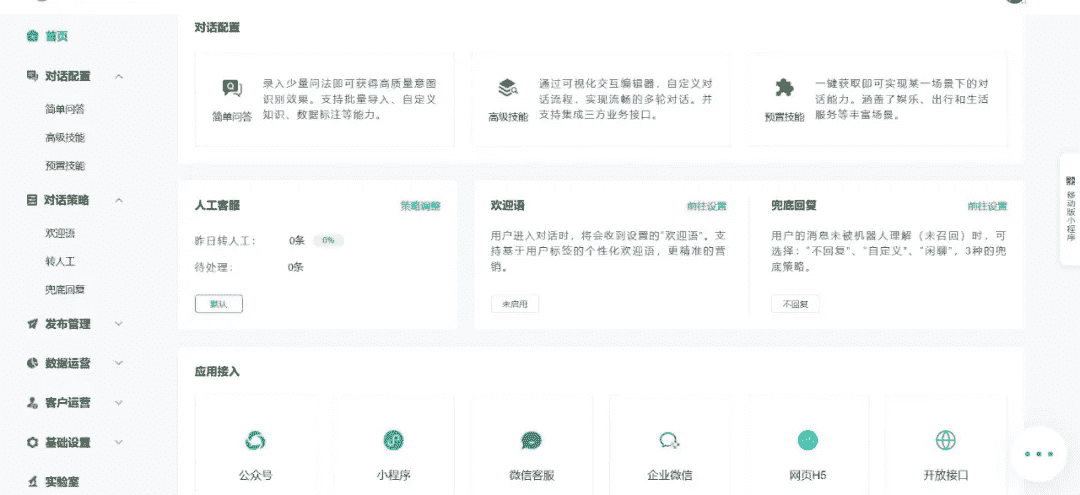 首页
对话配置
简单问答
高级技能
预置技能
对话策略
欢迎语
转人工
兜底回复
发布管理
数据运营
客户运营
基础设置
实验室
对话配置
简单问答
录入少量问法即可获得高质量意图
识别效果。支持批量导入、自定义
知识、数据标注等能力。
高级技能
通过可视化交互编辑器，自定义对
话流程，实现流畅的多轮对话。并
支持集成三方业务接口。
预置技能
一键获取即可实现某一场景下的对
话能力。涵盖了娱乐、出行和生活
服务等丰富场景。
人工客服
策略调整
昨日转人工： 0条 0%
待处理： 0条
默认
欢迎语
前往设置
用户进入对话时，将会收到设置的"欢迎语"。支
持基于用户标签的个性化欢迎语，更精准的营
销。
未启用
兜底回复
前往设置
用户的消息未被机器人理解（未召回）时，可
选择："不回复"、"自定义"、"闲聊"，3种的兜
底策略。
不回复
应用接入
公众号
小程序
微信客服
企业微信
网页H5
开放接口
移动版小程序